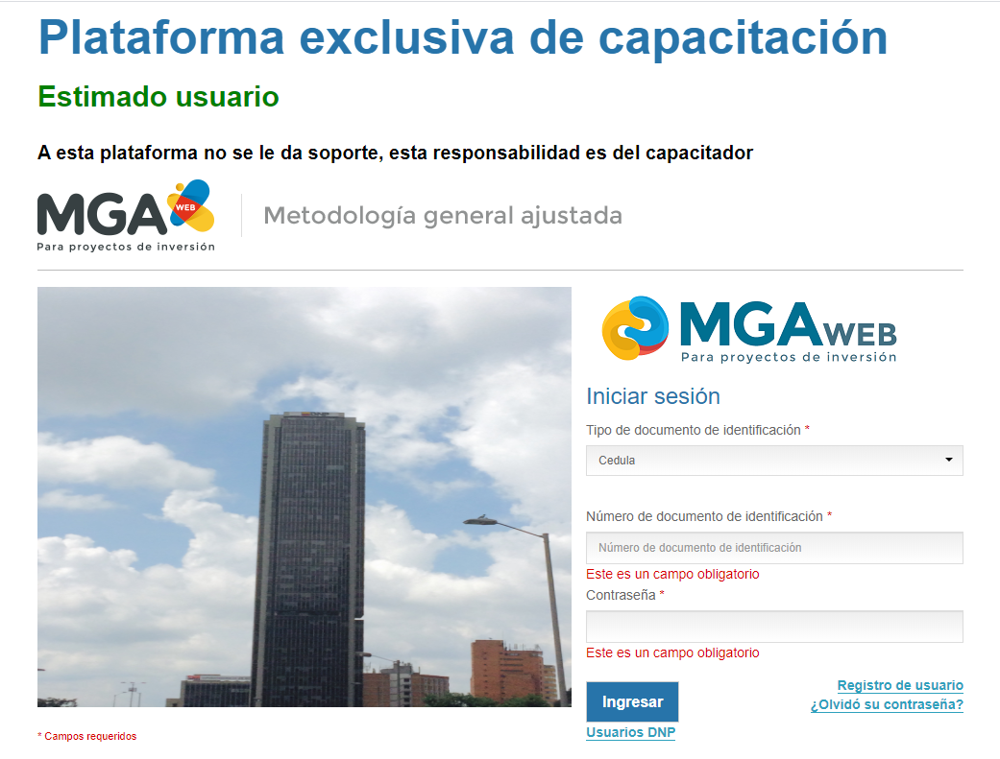 Plataforma exclusiva de capacitación
Estimado usuario
A esta plataforma no se le da soporte, esta responsabilidad es del capacitador
MGA WEB
Para proyectos de inversión
Metodología general ajustada
MGAWEB
Para proyectos de inversión
Iniciar sesión
Tipo de documento de identificación *
Cedula
Número de documento de identificación *
Número de documento de identificación
Este es un campo obligatorio
Contraseña *
Este es un campo obligatorio
Ingresar
Registro de usuario
¿Olvidó su contraseña?
Usuarios DNP
* Campos requeridos